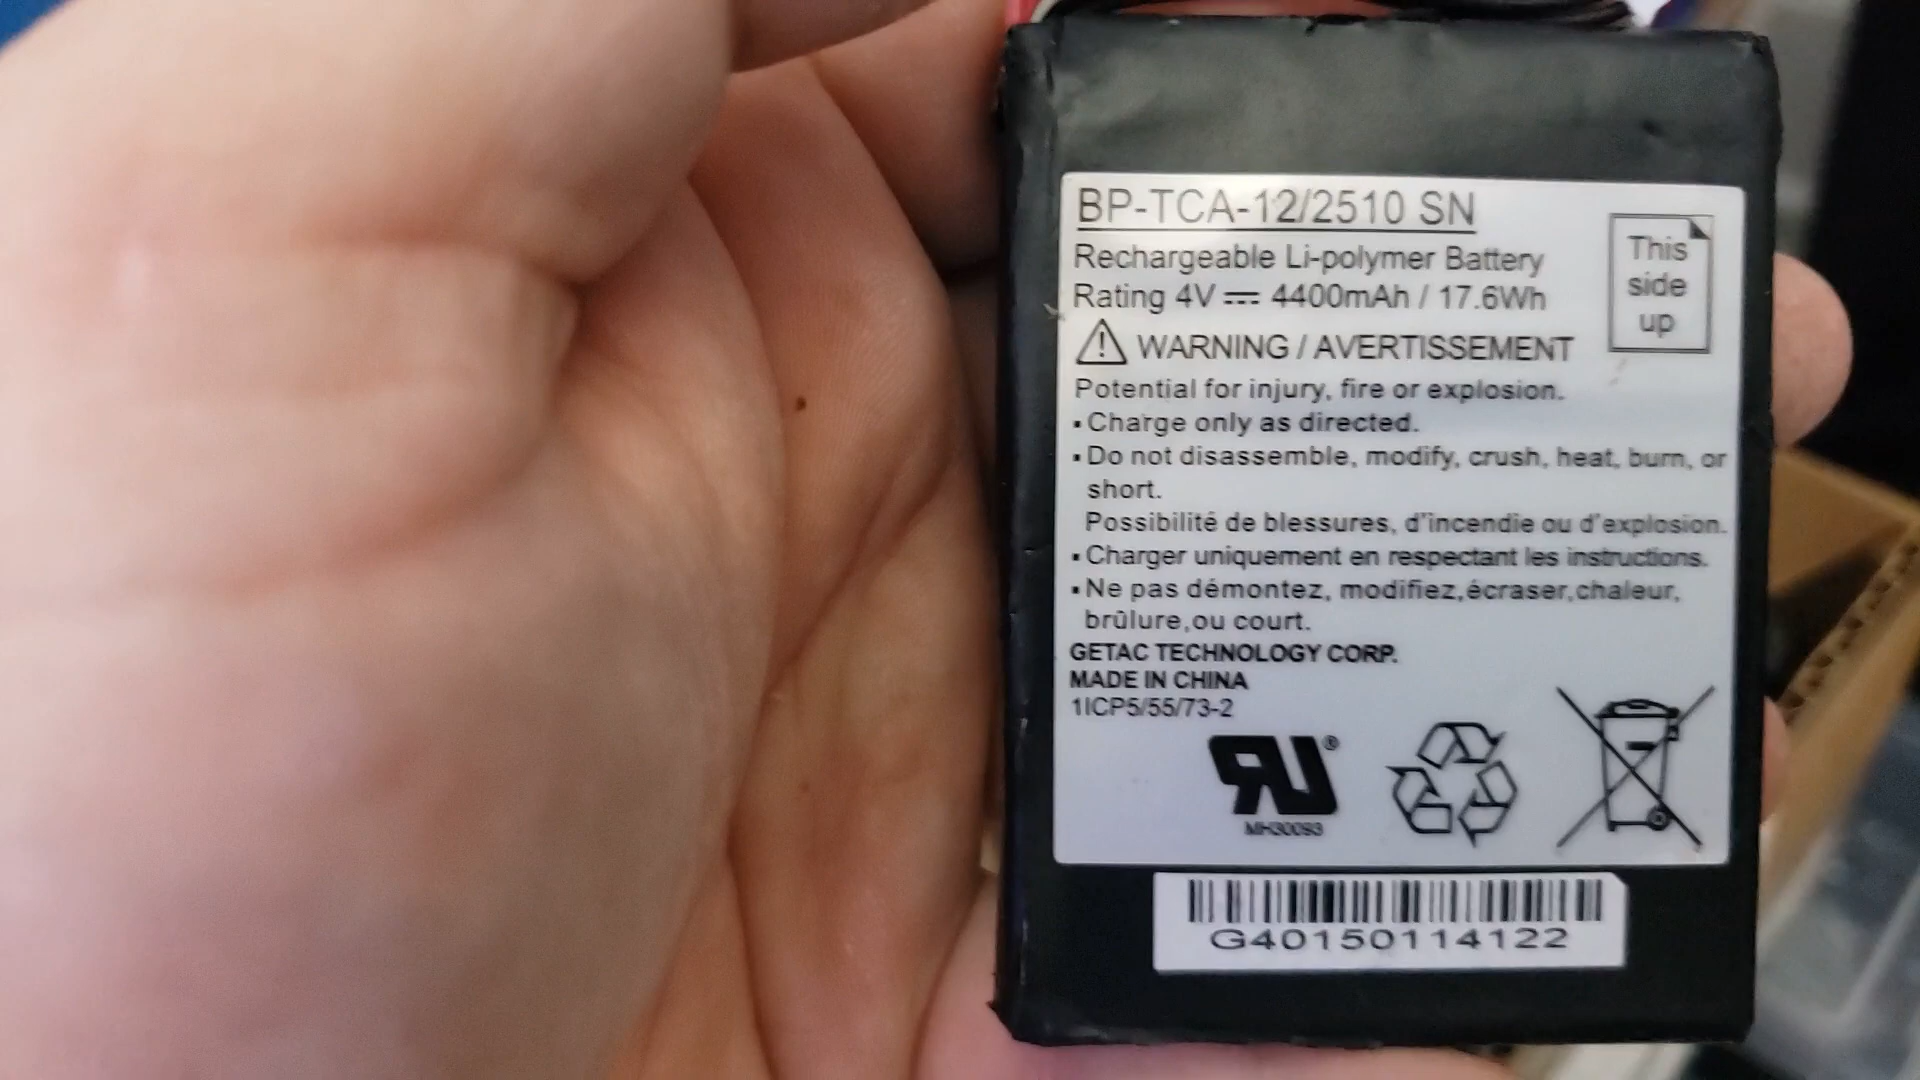 BP-TCA-12/2510 SN
Rechargeable Li-polymer Battery
Rating 4V ⎓ 4400mAh / 17.6Wh
This
side
up
⚠ WARNING / AVERTISSEMENT
Potential for injury, fire or explosion.
▪ Charge only as directed.
▪ Do not disassemble, modify, crush, heat, burn, or
short.
Possibilité de blessures, d'incendie ou d'explosion.
▪ Charger uniquement en respectant les instructions.
▪ Ne pas démontez, modifiez,écraser,chaleur,
brûlure,ou court.
GETAC TECHNOLOGY CORP.
MADE IN CHINA
1ICP5/55/73-2
RU®
MH30093
G40150114122